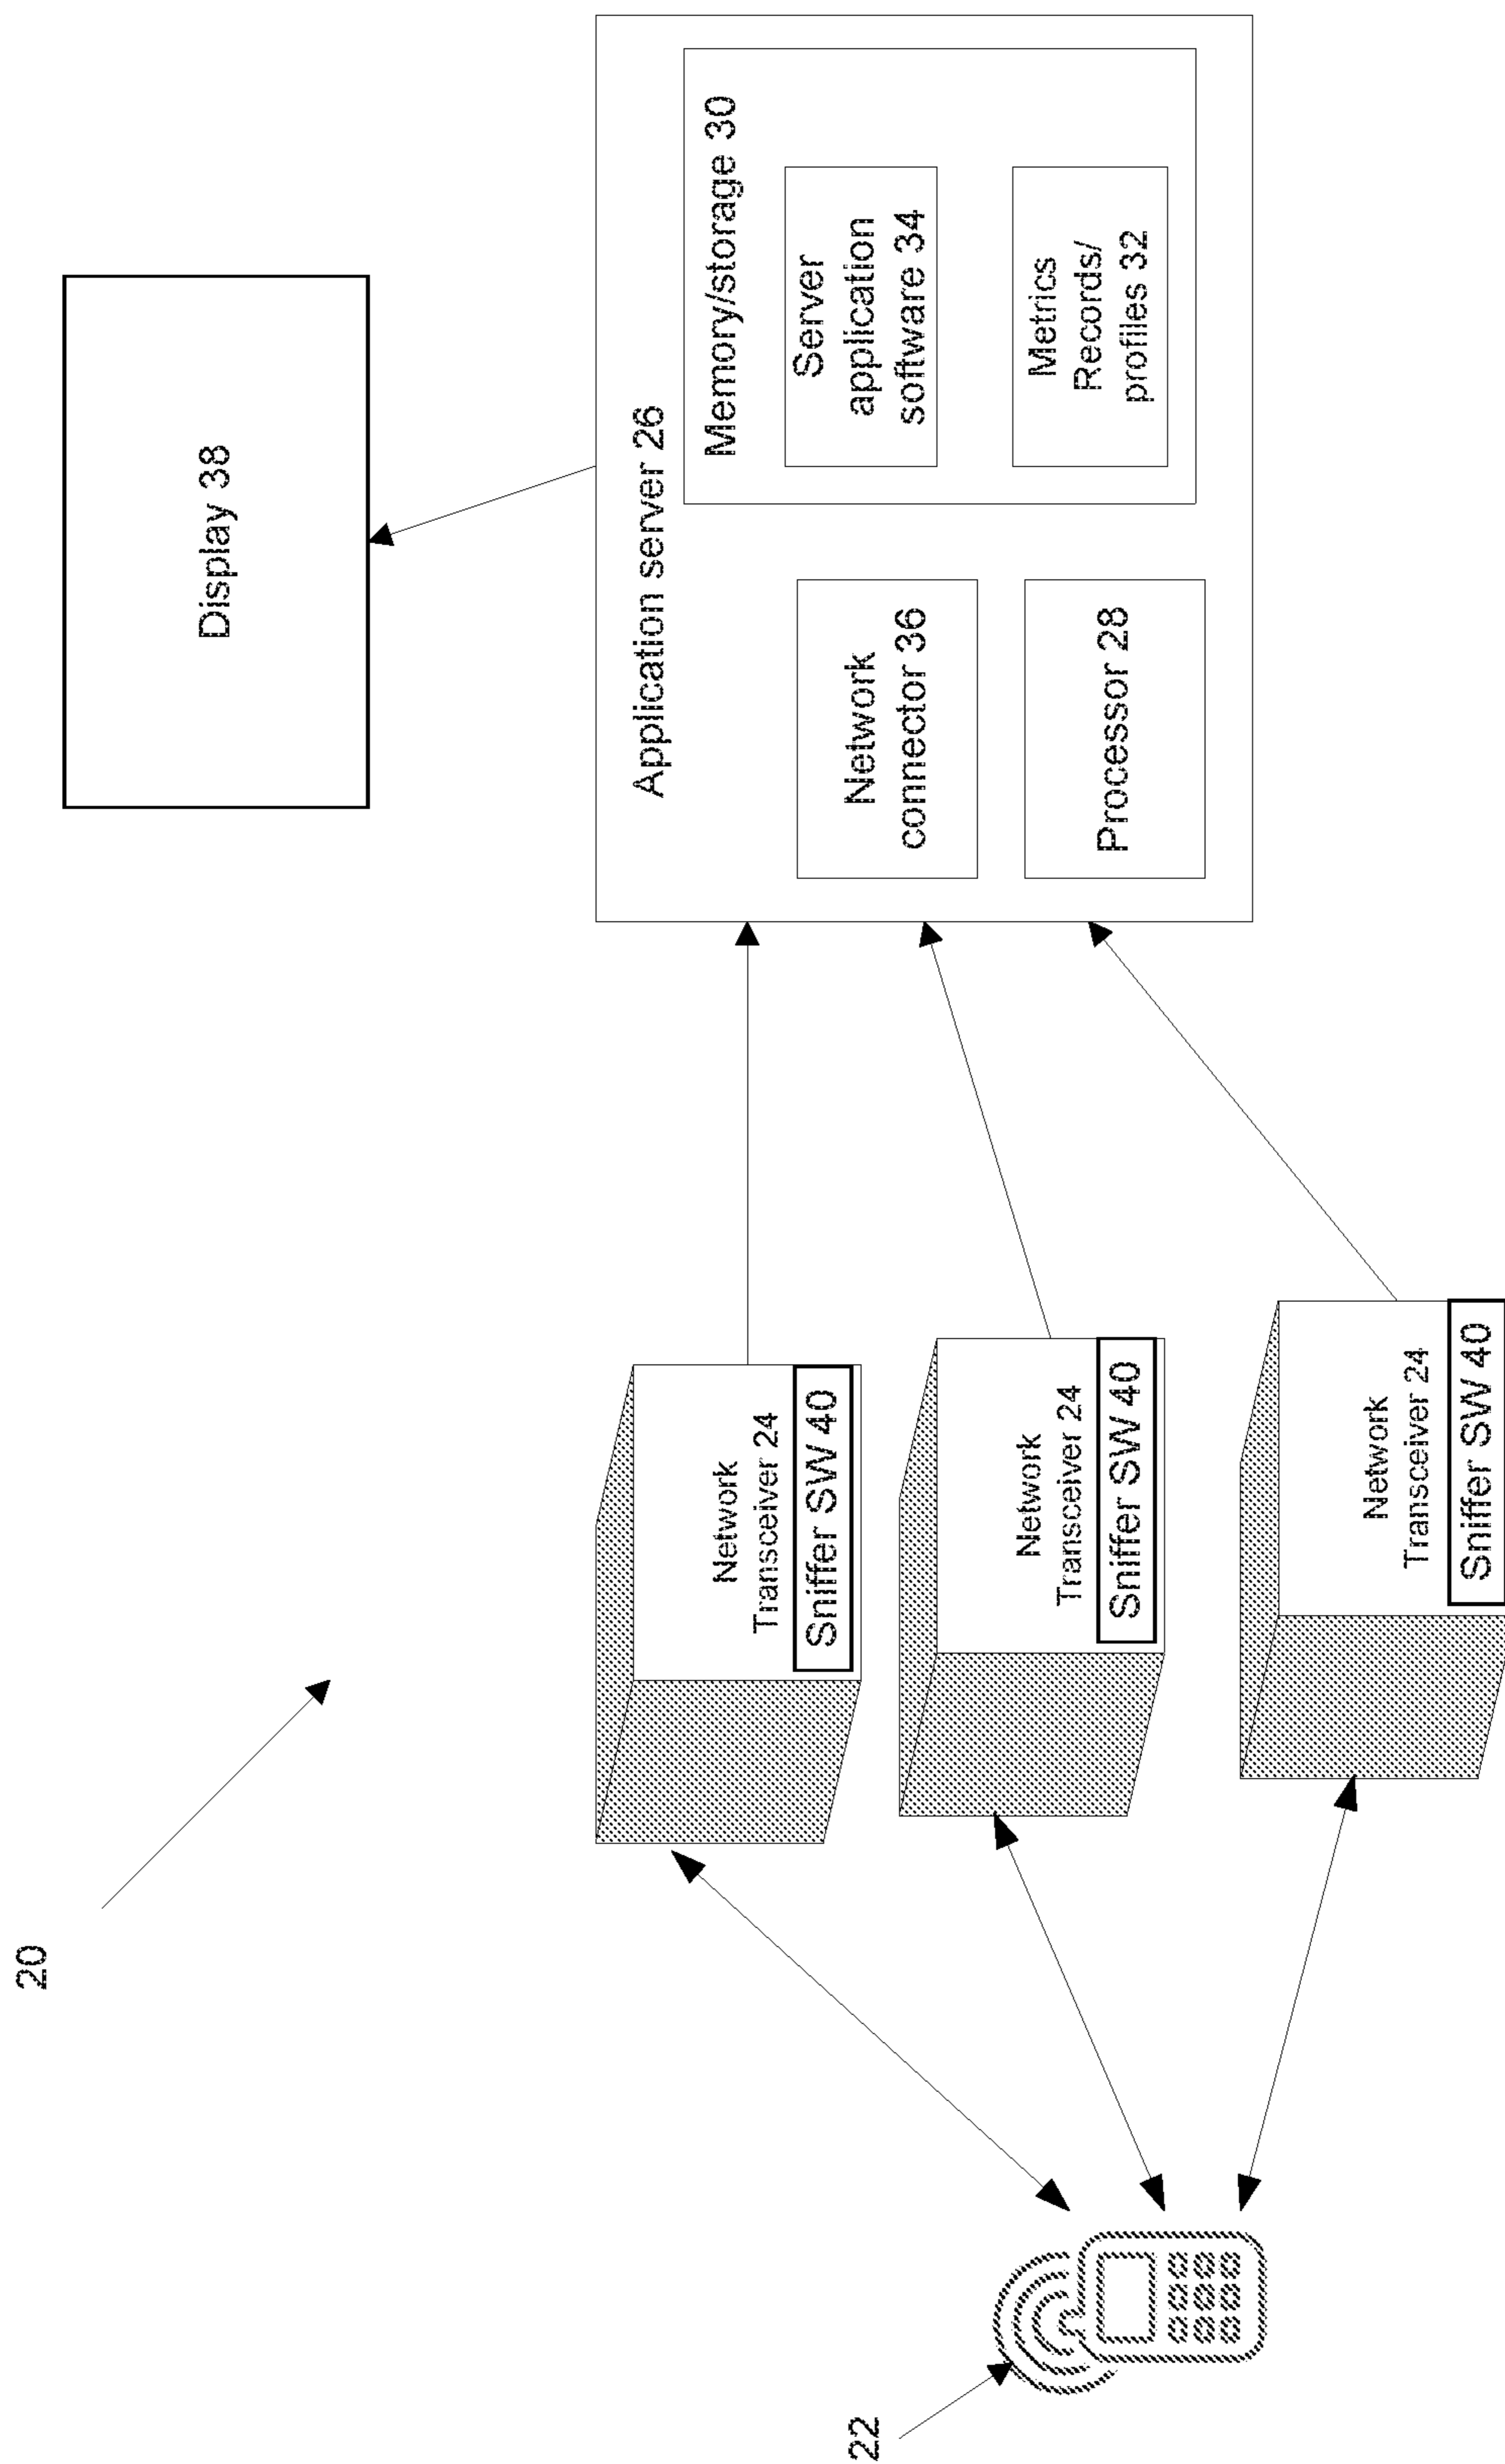 20
Display 38
Application server 26
Memory/storage 30
Network
connector 36
Server
application
software 34
Processor 28
Metrics
Records/
profiles 32
Network
Transceiver 24
Sniffer SW 40
Network
Transceiver 24
Sniffer SW 40
Network
Transceiver 24
Sniffer SW 40
22